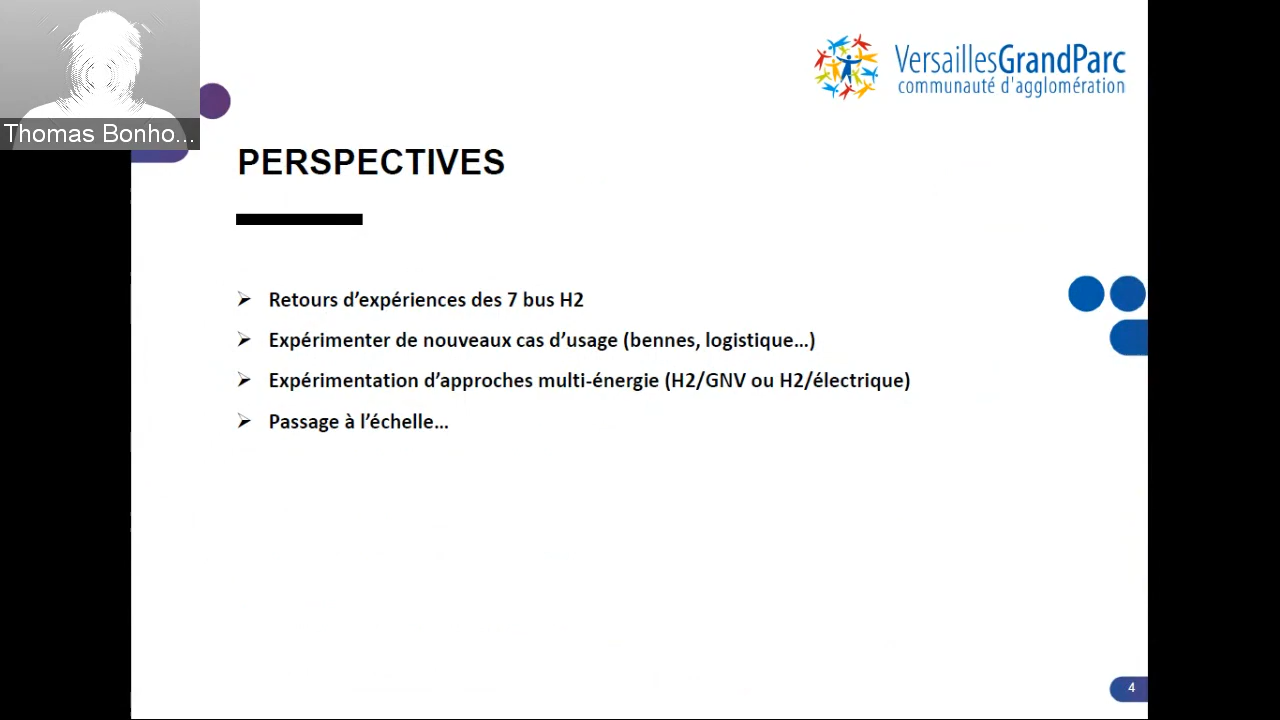 Thomas Bonho...
VersaillesGrandParc
communauté d'agglomération
PERSPECTIVES
➢ Retours d’expériences des 7 bus H2
➢ Expérimenter de nouveaux cas d’usage (bennes, logistique…)
➢ Expérimentation d’approches multi-énergie (H2/GNV ou H2/électrique)
➢ Passage à l’échelle…
4